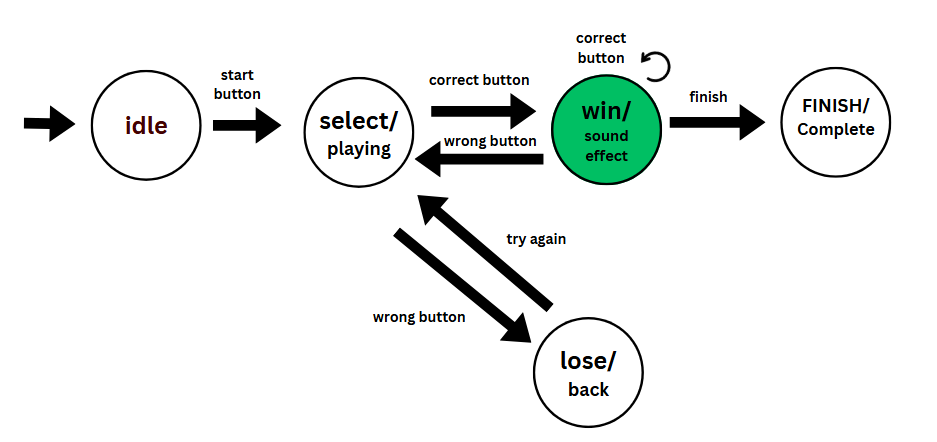 idle
start
button
select/
playing
correct button
wrong button
correct
button
win/
sound
effect
finish
FINISH/
Complete
try again
wrong button
lose/
back